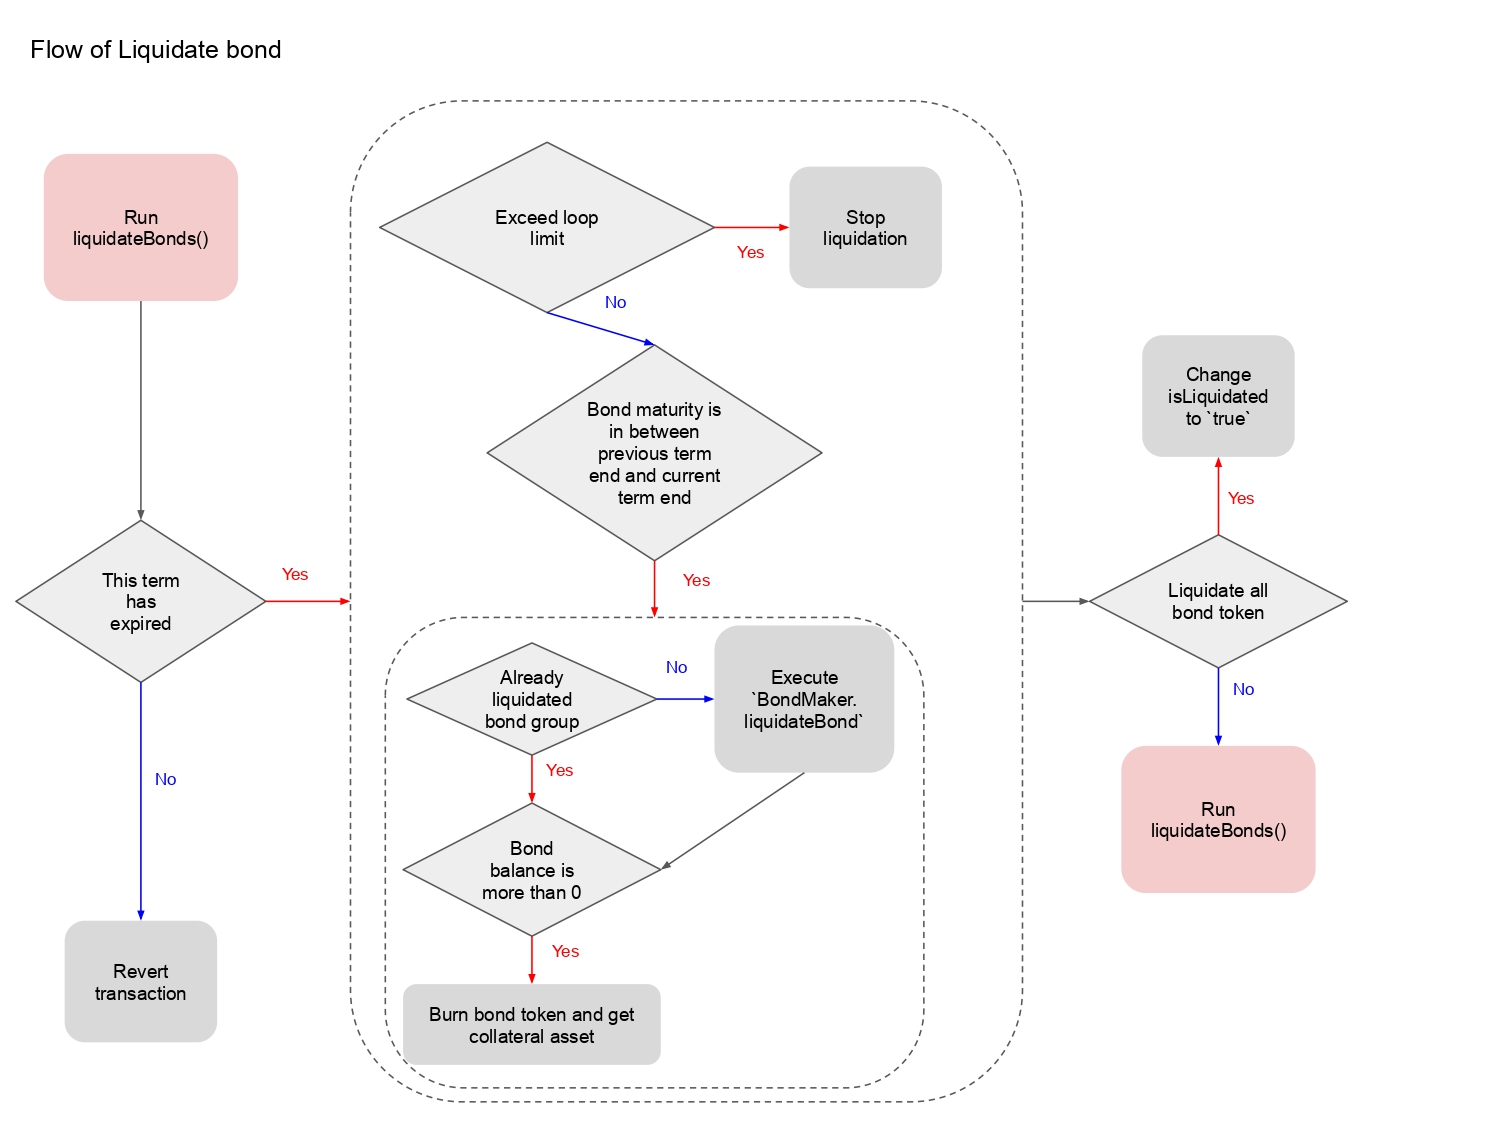 Flow of Liquidate bond
Run
liquidateBonds()
This term
has
expired
Yes
No
Revert
transaction
Exceed loop
limit
Yes
Stop
liquidation
No
Bond maturity is
in between
previous term
end and current
term end
Yes
Already
liquidated
bond group
No
Execute
`BondMaker.
liquidateBond`
Yes
Bond
balance is
more than 0
Yes
Burn bond token and get
collateral asset
Liquidate all
bond token
Yes
Change
isLiquidated
to `true`
No
Run
liquidateBonds()